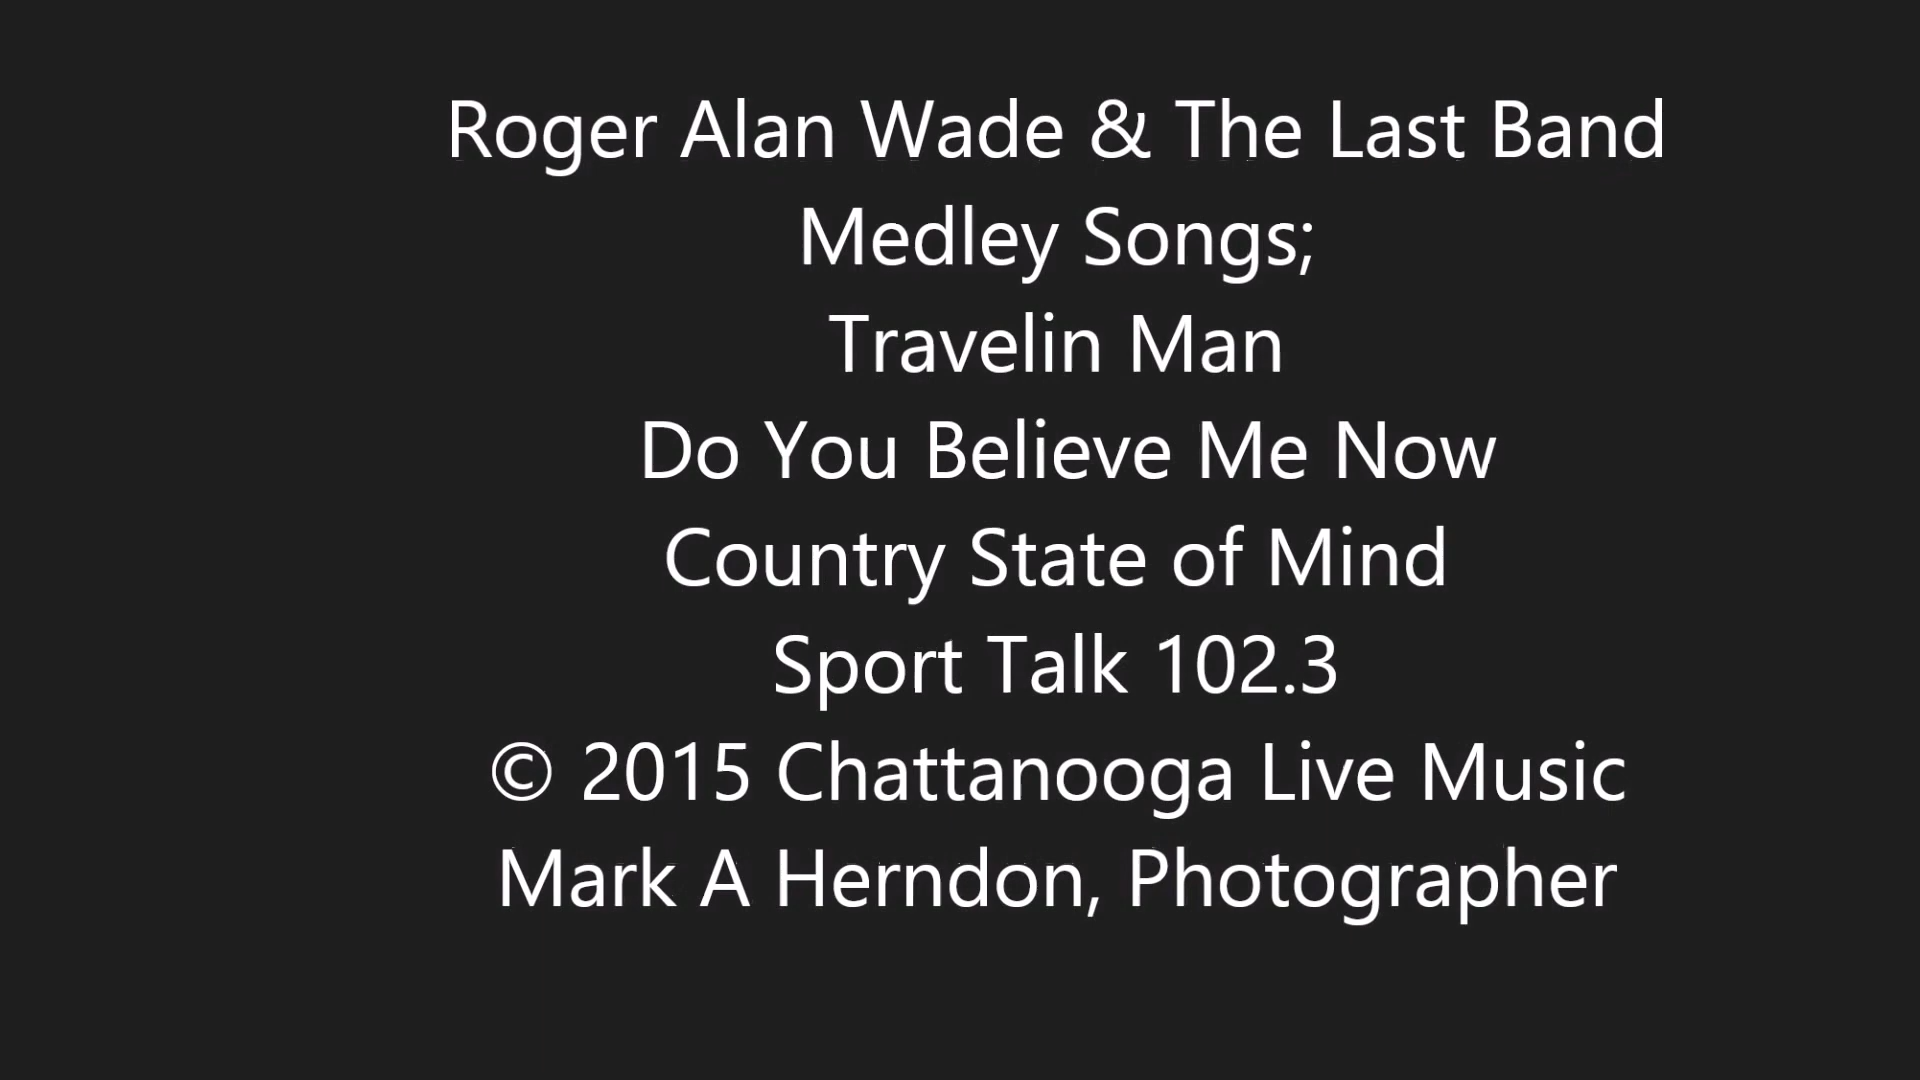 Roger Alan Wade & The Last Band
Medley Songs;
Travelin Man
Do You Believe Me Now
Country State of Mind
Sport Talk 102.3
© 2015 Chattanooga Live Music
Mark A Herndon, Photographer